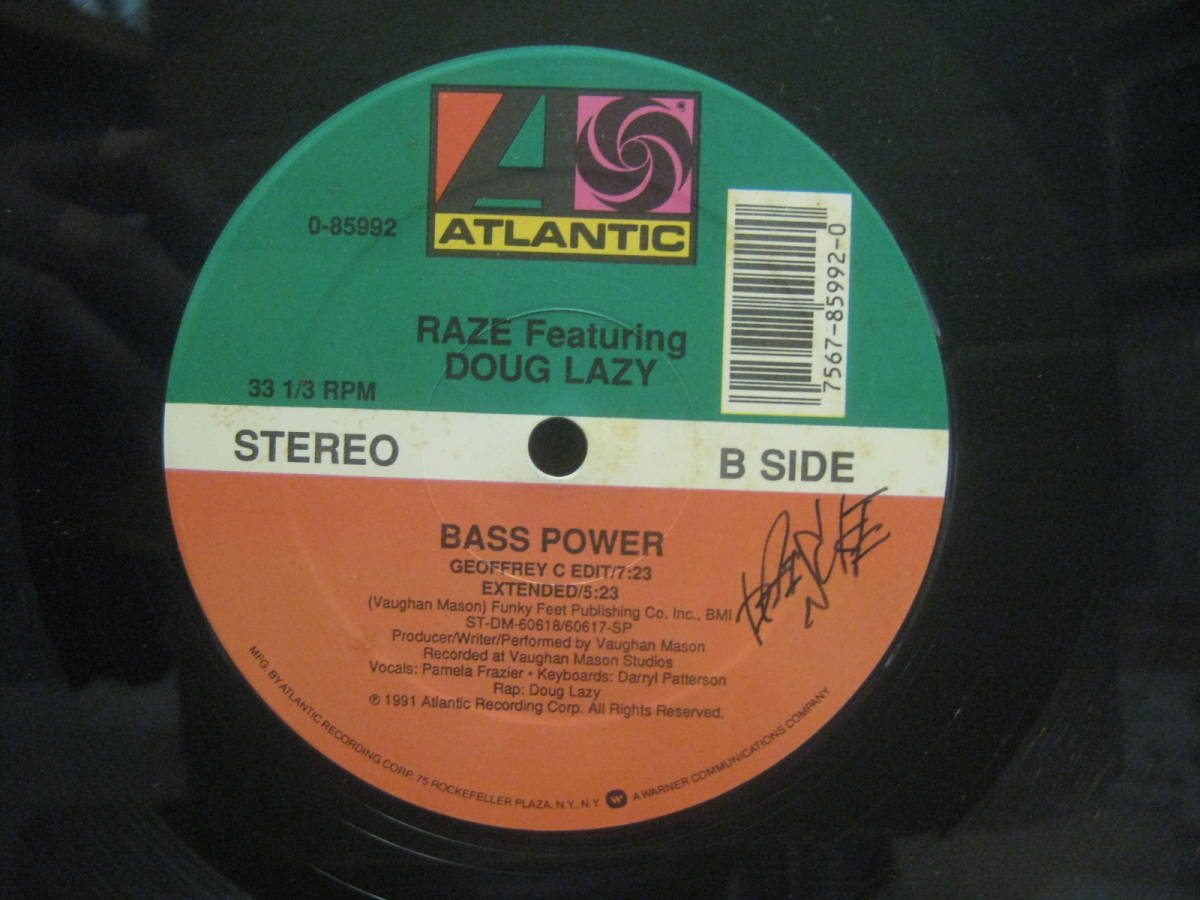 ATLANTIC
0-85992
7567-85992-0
RAZE Featuring
DOUG LAZY
33 1/3 RPM
STEREO
B SIDE
BASS POWER
GEOFFREY C EDIT/7:23
EXTENDED/5:23
(Vaughan Mason) Funky Feet Publishing Co. Inc., BMI
ST-DM-60618/60617-SP
Producer/Writer/Performed by Vaughan Mason
Recorded at Vaughan Mason Studios
Vocals: Pamela Frazier • Keyboards: Darryl Patterson
Rap: Doug Lazy
℗ 1991 Atlantic Recording Corp. All Rights Reserved.
MFG. BY ATLANTIC RECORDING CORP. 75 ROCKEFELLER PLAZA, N.Y., N.Y. A WARNER COMMUNICATIONS COMPANY